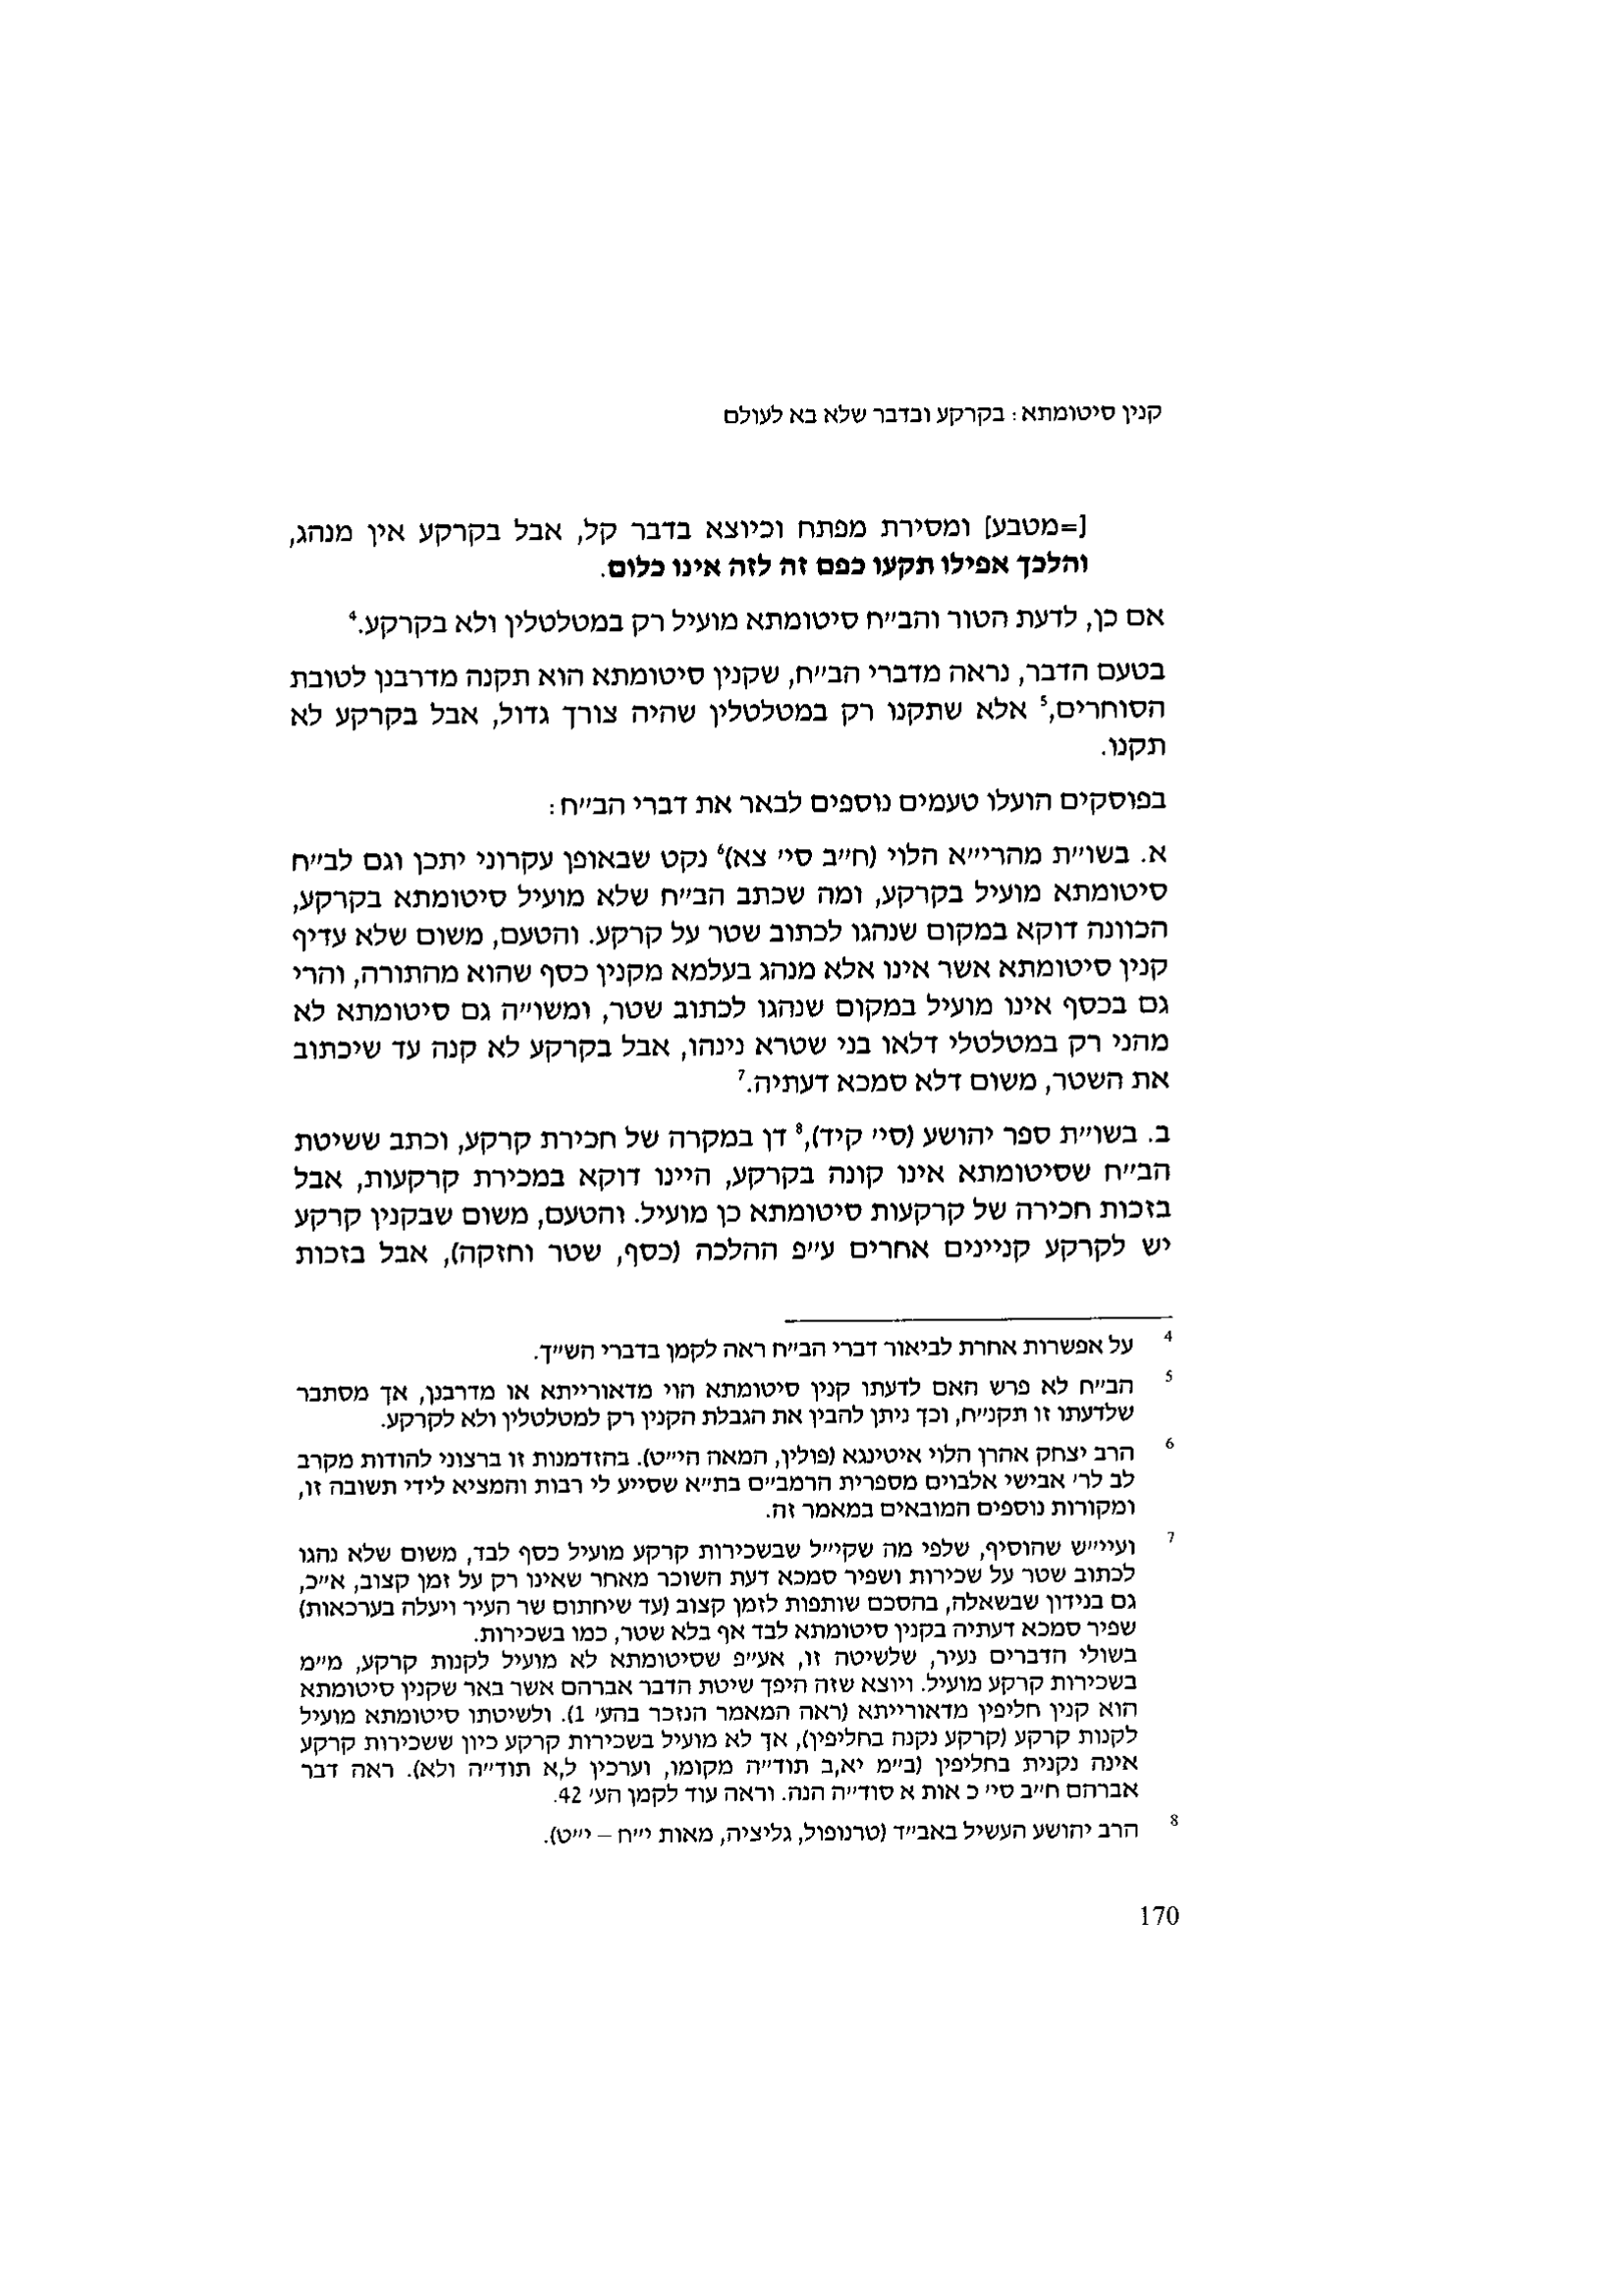 קנין סיטומתא: בקרקע ובדבר שלא בא לעולם
[=מטבע] ומסירת מפתח וכיוצא בדבר קל, אבל בקרקע אין מנהג,
והלכך אפילו תקעו כפם זה לזה אינו כלום.
אם כן, לדעת הטור והב״ח סיטומתא מועיל רק במטלטלין ולא בקרקע.4
בטעם הדבר, נראה מדברי הב״ח, שקנין סיטומתא הוא תקנה מדרבנן לטובת
הסוחרים,5 אלא שתקנו רק במטלטלין שהיה צורך גדול, אבל בקרקע לא
תקנו.
בפוסקים הועלו טעמים נוספים לבאר את דברי הב״ח:
א. בשו״ת מהרי״א הלוי (ח״ב סי׳ צא)6 נקט שבאופן עקרוני יתכן וגם לב״ח
סיטומתא מועיל בקרקע, ומה שכתב הב״ח שלא מועיל סיטומתא בקרקע,
הכוונה דוקא במקום שנהגו לכתוב שטר על קרקע. והטעם, משום שלא עדיף
קנין סיטומתא אשר אינו אלא מנהג בעלמא מקנין כסף שהוא מהתורה, והרי
גם בכסף אינו מועיל במקום שנהגו לכתוב שטר, ומשו״ה גם סיטומתא לא
מהני רק במטלטלי דלאו בני שטרא נינהו, אבל בקרקע לא קנה עד שיכתוב
את השטר, משום דלא סמכא דעתיה.7
ב. בשו״ת ספר יהושע (סי׳ קיד),8 דן במקרה של חכירת קרקע, וכתב ששיטת
הב״ח שסיטומתא אינו קונה בקרקע, היינו דוקא במכירת קרקעות, אבל
בזכות חכירה של קרקעות סיטומתא כן מועיל. והטעם, משום שבקנין קרקע
יש לקרקע קניינים אחרים ע״פ ההלכה (כסף, שטר וחזקה), אבל בזכות
4 על אפשרות אחרת לביאור דברי הב״ח ראה לקמן בדברי הש״ך.
5 הב״ח לא פרש האם לדעתו קנין סיטומתא הוי מדאורייתא או מדרבנן, אך מסתבר
שלדעתו זו תקנ״ח, וכך ניתן להבין את הגבלת הקנין רק למטלטלין ולא לקרקע.
6 הרב יצחק אהרן הלוי איטינגא (פולין, המאה הי״ט). בהזדמנות זו ברצוני להודות מקרב
לב לר׳ אבישי אלבוים מספרית הרמב״ם בת״א שסייע לי רבות והמציא לידי תשובה זו,
ומקורות נוספים המובאים במאמר זה.
7 ועיי״ש שהוסיף, שלפי מה שקי״ל שבשכירות קרקע מועיל כסף לבד, משום שלא נהגו
לכתוב שטר על שכירות ושפיר סמכא דעת השוכר מאחר שאינו רק על זמן קצוב, א״כ,
גם בנידון שבשאלה, בהסכם שותפות לזמן קצוב (עד שיחתום שר העיר ויעלה בערכאות)
שפיר סמכא דעתיה בקנין סיטומתא לבד אף בלא שטר, כמו בשכירות.
בשולי הדברים נעיר, שלשיטה זו, אע״פ שסיטומתא לא מועיל לקנות קרקע, מ״מ
בשכירות קרקע מועיל. ויוצא שזה היפך שיטת הדבר אברהם אשר באר שקנין סיטומתא
הוא קנין חליפין מדאורייתא (ראה המאמר הנזכר בהע׳ 1). ולשיטתו סיטומתא מועיל
לקנות קרקע (קרקע נקנה בחליפין), אך לא מועיל בשכירות קרקע כיון ששכירות קרקע
אינה נקנית בחליפין (ב״מ יא,ב תוד״ה מקומו, וערכין ל,א תוד״ה ולא). ראה דבר
אברהם ח״ב סי׳ כ אות א סוד״ה הנה. וראה עוד לקמן הע׳ 42.
8 הרב יהושע העשיל באב״ד (טרנופול, גליציה, מאות י״ח – י״ט).
170